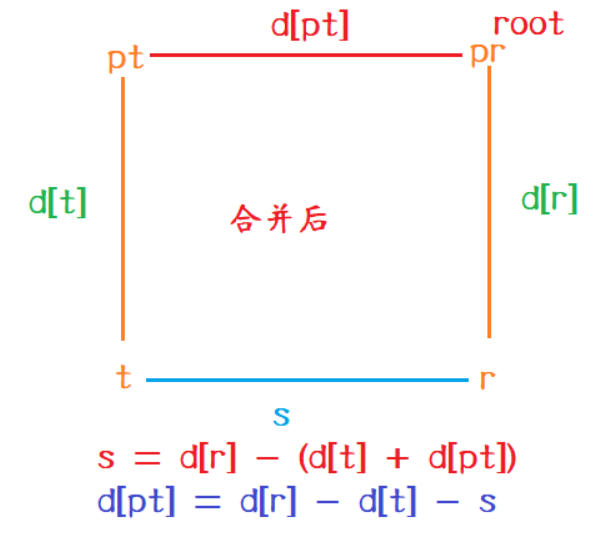 d[pt] root
pt pr
d[t] d[r]
合并后
t r
s
s = d[r] - (d[t] + d[pt])
d[pt] = d[r] - d[t] - s